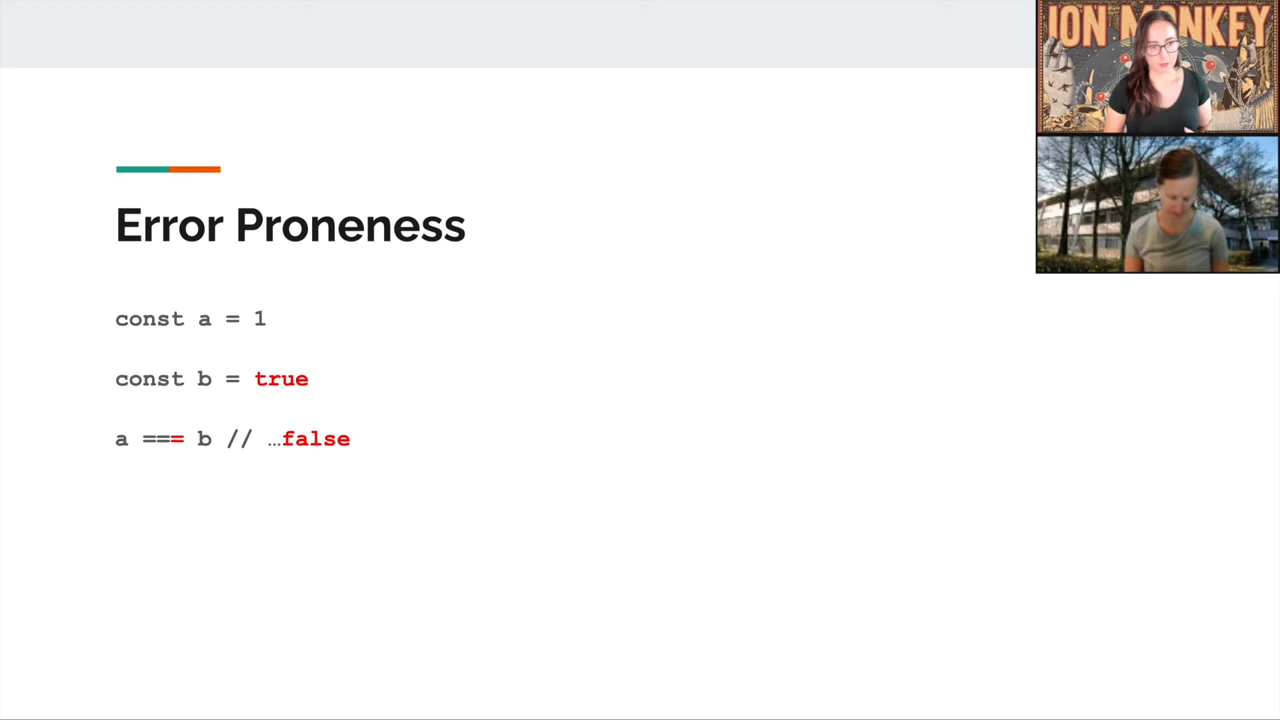 ION MONKEY
Error Proneness
const a = 1
const b = true
a === b // …false